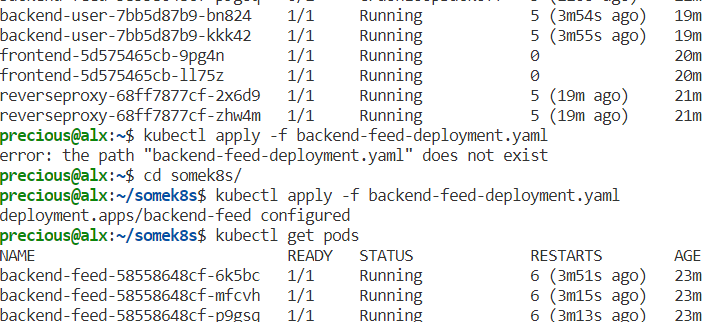 backend-user-7bb5d87b9-bn824 1/1 Running 5 (3m54s ago) 19m
backend-user-7bb5d87b9-kkk42 1/1 Running 5 (3m55s ago) 19m
frontend-5d575465cb-9pg4n 1/1 Running 0 20m
frontend-5d575465cb-ll75z 1/1 Running 0 20m
reverseproxy-68ff7877cf-2x6d9 1/1 Running 5 (19m ago) 21m
reverseproxy-68ff7877cf-zhw4m 1/1 Running 5 (19m ago) 21m
precious@alx:~$ kubectl apply -f backend-feed-deployment.yaml
error: the path "backend-feed-deployment.yaml" does not exist
precious@alx:~$ cd somek8s/
precious@alx:~/somek8s$ kubectl apply -f backend-feed-deployment.yaml
deployment.apps/backend-feed configured
precious@alx:~/somek8s$ kubectl get pods
NAME READY STATUS RESTARTS AGE
backend-feed-58558648cf-6k5bc 1/1 Running 6 (3m51s ago) 23m
backend-feed-58558648cf-mfcvh 1/1 Running 6 (3m15s ago) 23m
backend-feed-58558648cf-p9gsq 1/1 Running 6 (3m13s ago) 23m